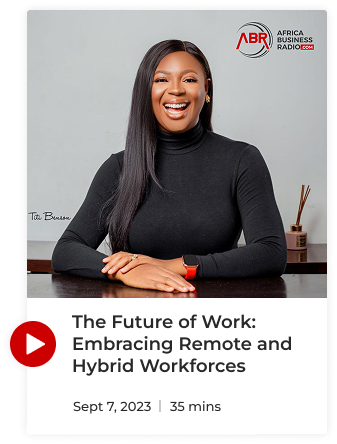 ABR
AFRICA
BUSINESS
RADIO.COM
Titi Benson
The Future of Work:
Embracing Remote and
Hybrid Workforces
Sept 7, 2023 | 35 mins